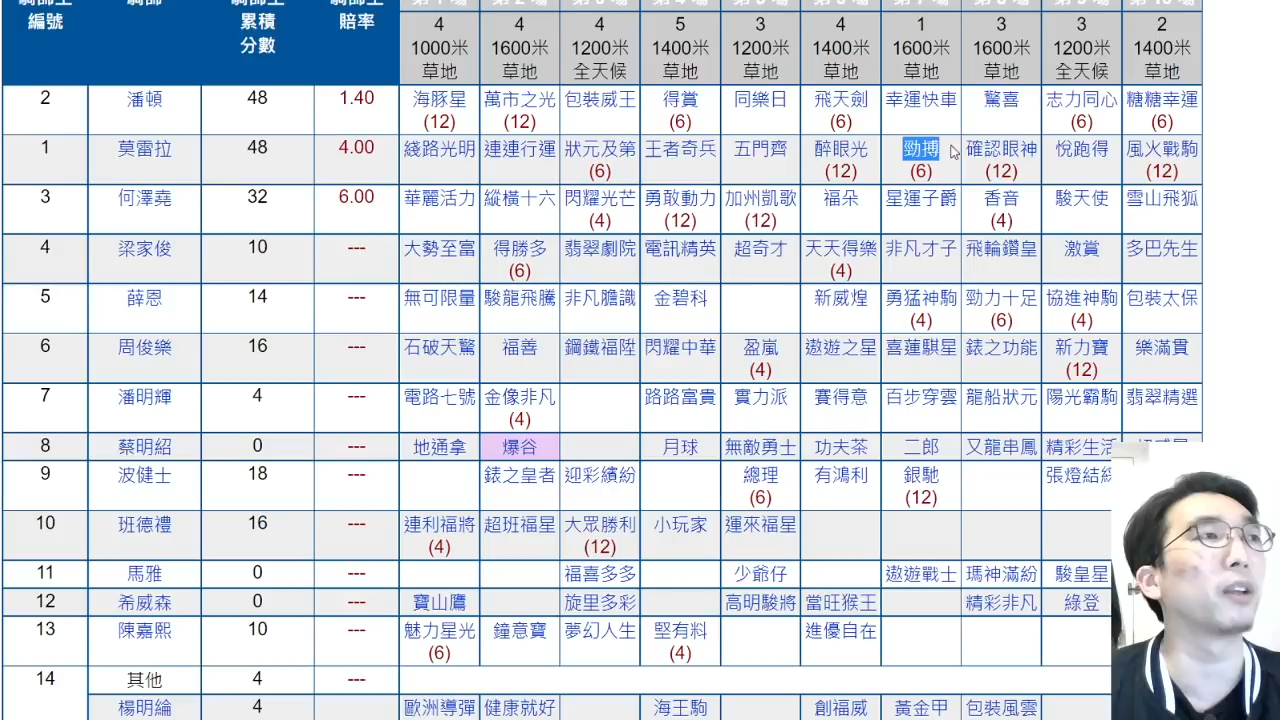 騎師王 騎師 騎師王 騎師王 第 1 場 第 2 場 第 3 場 第 4 場 第 5 場 第 6 場 第 7 場 第 8 場 第 9 場 第 10 場
編號 累積 賠率 4 4 4 5 3 4 1 3 3 2
分數 1000米 1600米 1200米 1400米 1200米 1400米 1600米 1600米 1200米 1400米
草地 草地 全天候 草地 草地 草地 草地 草地 全天候 草地
2 潘頓 48 1.40 海豚星 萬市之光 包裝威王 得賞 同樂日 飛天劍 幸運快車 驚喜 志力同心 糖糖幸運
(12) (12) (6) (6) (6) (6)
1 莫雷拉 48 4.00 綫路光明 連連行運 狀元及第 王者奇兵 五門齊 醉眼光 勁搏 確認眼神 悅跑得 風火戰駒
(6) (12) (6) (12) (12)
3 何澤堯 32 6.00 華麗活力 縱橫十六 閃耀光芒 勇敢動力 加州凱歌 福朵 星運子爵 香音 駿天使 雪山飛狐
(4) (12) (12) (4)
4 梁家俊 10 --- 大勢至富 得勝多 翡翠劇院 電訊精英 超奇才 天天得樂 非凡才子 飛輪鑽皇 激賞 多巴先生
(6) (4)
5 薛恩 14 --- 無可限量 駿龍飛騰 非凡膽識 金碧科 新威煌 勇猛神駒 勁力十足 協進神駒 包裝太保
(4) (6) (4)
6 周俊樂 16 --- 石破天驚 福善 鋼鐵福陞 閃耀中華 盈嵐 遨遊之星 喜蓮騏星 錶之功能 新力寶 樂滿貫
(4) (12)
7 潘明輝 4 --- 電路七號 金像非凡 路路富貴 實力派 賽得意 百步穿雲 龍船狀元 陽光霸駒 翡翠精選
(4)
8 蔡明紹 0 --- 地通拿 爆谷 月球 無敵勇士 功夫茶 二郎 又龍串鳳 精彩生活
9 波健士 18 --- 錶之皇者 迎彩繽紛 總理 有鴻利 銀馳 張燈結
(6) (12)
10 班德禮 16 --- 連利福將 超班福星 大眾勝利 小玩家 運來福星
(4) (12)
11 馬雅 0 --- 福喜多多 少爺仔 遨遊戰士 瑪神滿紛 駿皇星
12 希威森 0 --- 寶山鷹 旋里多彩 高明駿將 當旺猴王 精彩非凡 綠登
13 陳嘉熙 10 --- 魅力星光 鐘意寶 夢幻人生 堅有料 進優自在
(6) (4)
14 其他 4 ---
楊明綸 4 歐洲導彈 健康就好 海王駒 創福威 黃金甲 包裝風雲